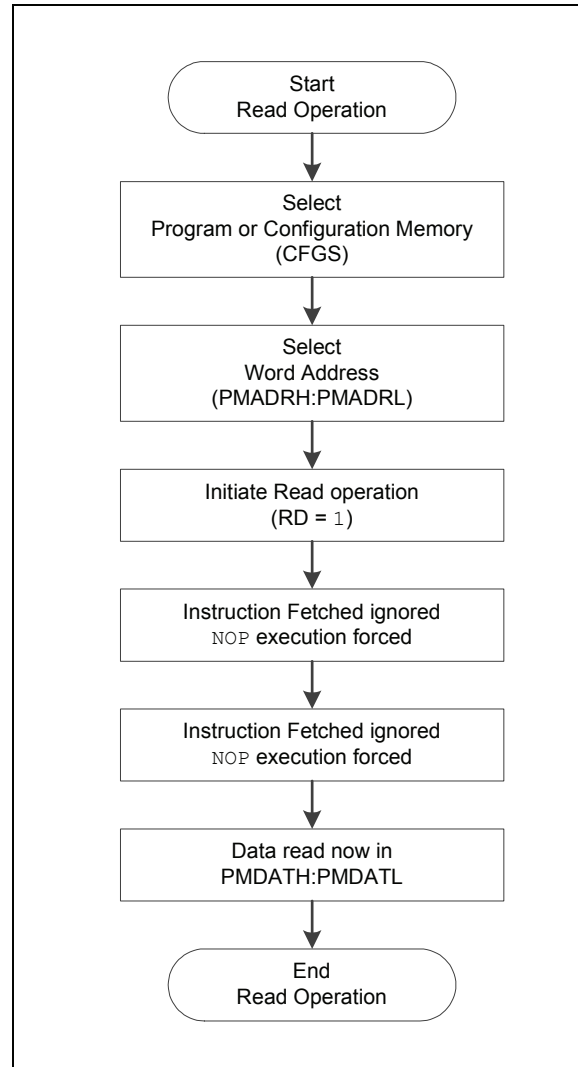 Start
Read Operation
Select
Program or Configuration Memory
(CFGS)
Select
Word Address
(PMADRH:PMADRL)
Initiate Read operation
(RD = 1)
Instruction Fetched ignored
NOP execution forced
Instruction Fetched ignored
NOP execution forced
Data read now in
PMDATH:PMDATL
End
Read Operation